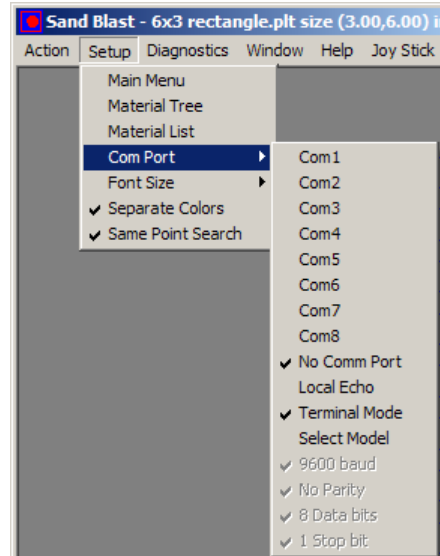 Sand Blast - 6x3 rectangle.plt size (3.00,6.00) i
Action Setup Diagnostics Window Help Joy Stick
Main Menu
Material Tree
Material List
Com Port
Font Size
Separate Colors
Same Point Search
Com1
Com2
Com3
Com4
Com5
Com6
Com7
Com8
No Comm Port
Local Echo
Terminal Mode
Select Model
9600 baud
No Parity
8 Data bits
1 Stop bit